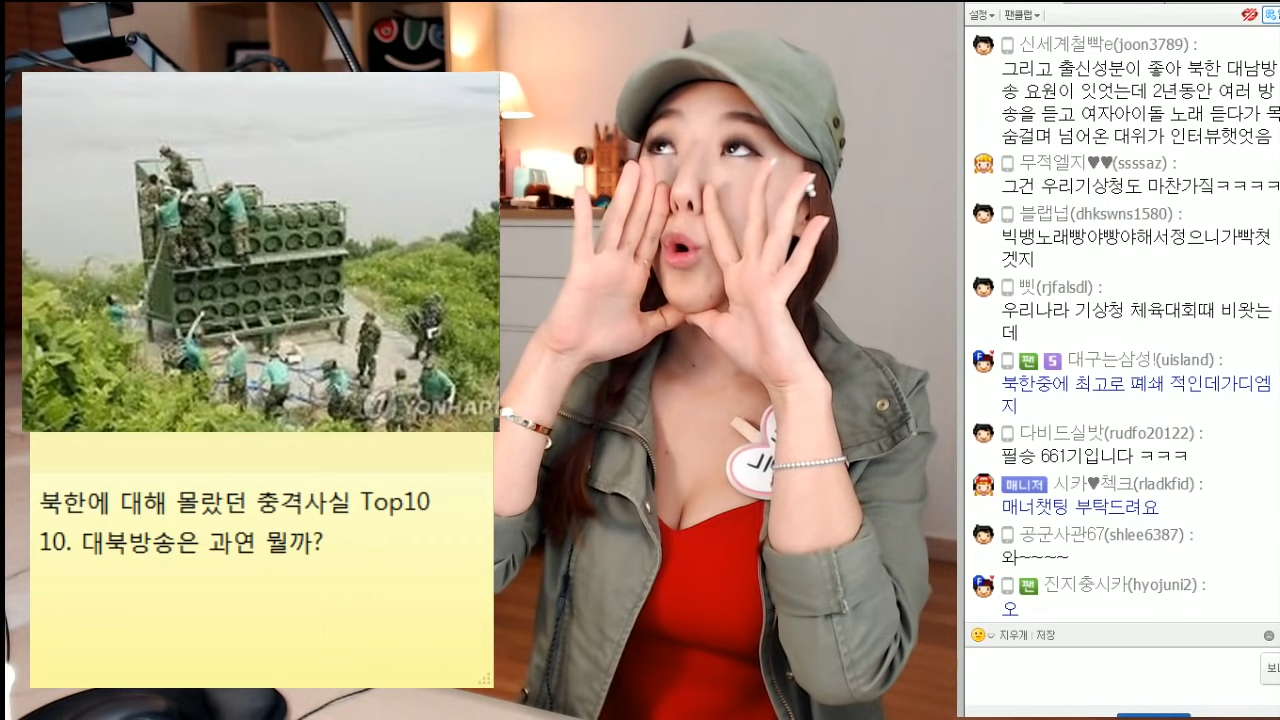 YONHAP
북한에 대해 몰랐던 충격사실 Top10
10. 대북방송은 과연 뭘까?
설정 팬클럽
신세계철빡e(joon3789) :
그리고 출신성분이 좋아 북한 대남방
송 요원이 잇엇는데 2년동안 여러 방
송을 듣고 여자아이돌 노래 듣다가 목
숨걸며 넘어온 대위가 인터뷰했엇음
무적엘지♥♥(ssssaz) :
그건 우리기상청도 마찬가짘ㅋㅋㅋㅋ
블랩넙(dhkswns1580) :
빅뱅노래빵야빵야해서정으니가빡쳣
겟지
삣(rjfalsdl) :
우리나라 기상청 체육대회때 비왓는
데
팬 S 대구는삼성!(uisland) :
북한중에 최고로 폐쇄 적인데가디엠
지
다비드실밧(rudfo20122) :
필승 661기입니다 ㅋㅋㅋ
매니저 시카♥첵크(rladkfid) :
매너챗팅 부탁드려요
공군사관67(shlee6387) :
와~~~~
팬 진지충시카(hyojuni2) :
오
지우개 저장